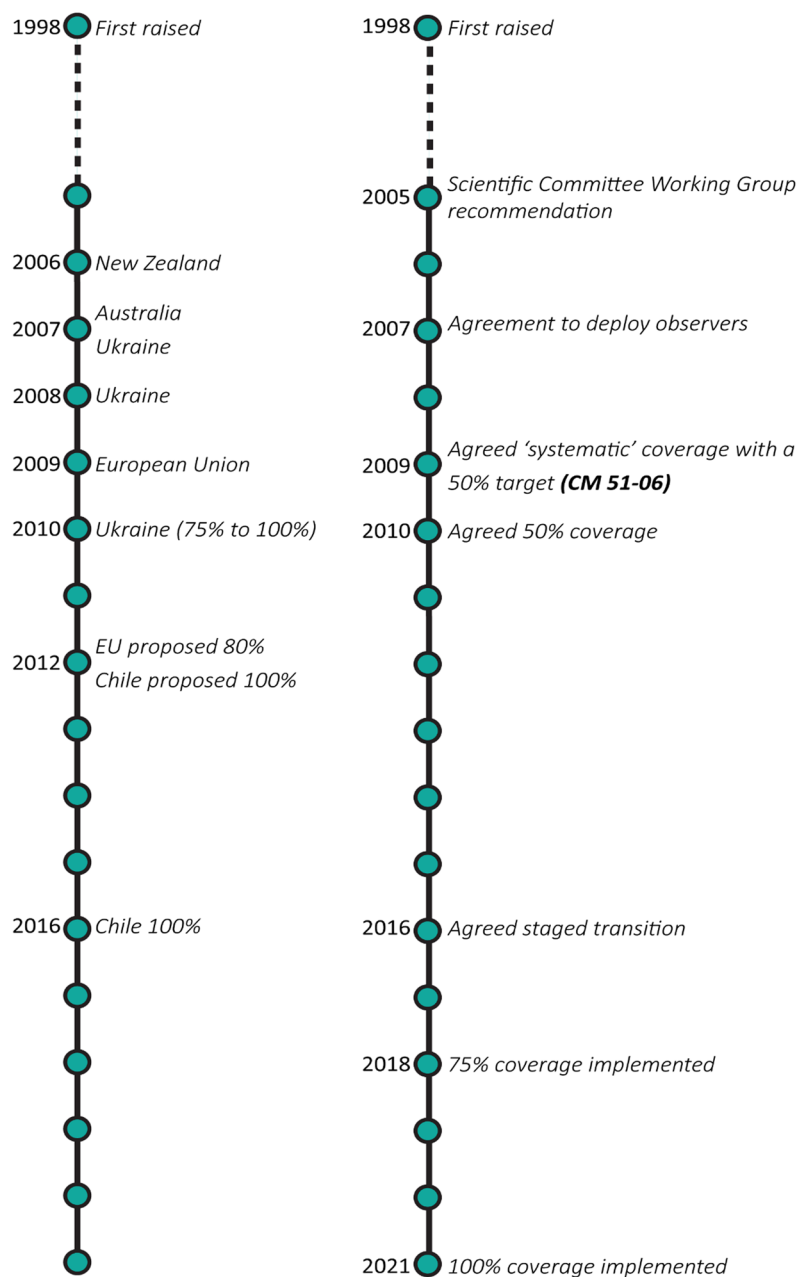 1998 First raised
2006 New Zealand
2007 Australia
Ukraine
2008 Ukraine
2009 European Union
2010 Ukraine (75% to 100%)
2012 EU proposed 80%
Chile proposed 100%
2016 Chile 100%
1998 First raised
2005 Scientific Committee Working Group
recommendation
2007 Agreement to deploy observers
2009 Agreed ‘systematic’ coverage with a
50% target (CM 51-06)
2010 Agreed 50% coverage
2016 Agreed staged transition
2018 75% coverage implemented
2021 100% coverage implemented